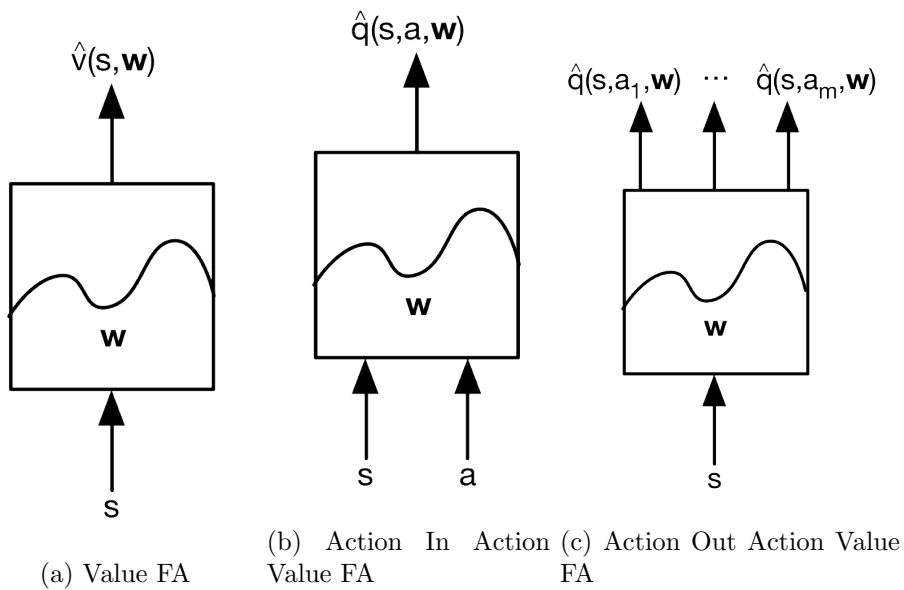 v̂(s,w)
w
s
(a) Value FA
q̂(s,a,w)
w
s a
(b) Action In Action
Value FA
q̂(s,a₁,w) ... q̂(s,aₘ,w)
w
s
(c) Action Out Action Value
FA